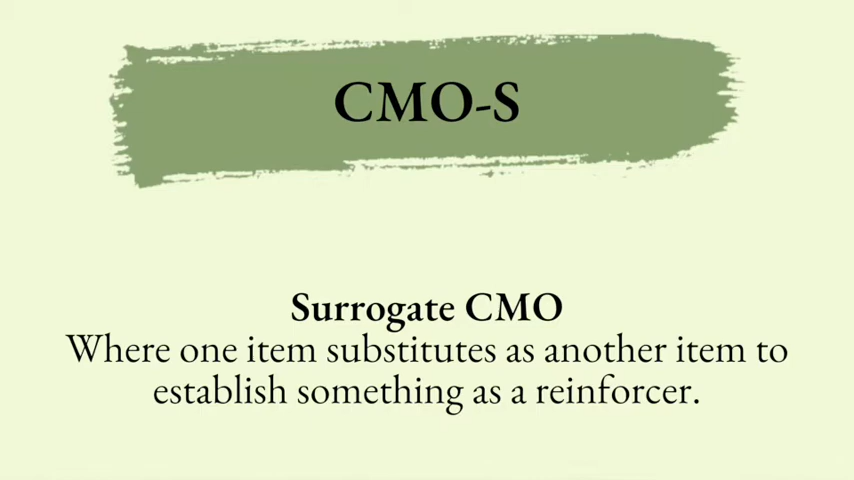 CMO-S
Surrogate CMO
Where one item substitutes as another item to
establish something as a reinforcer.